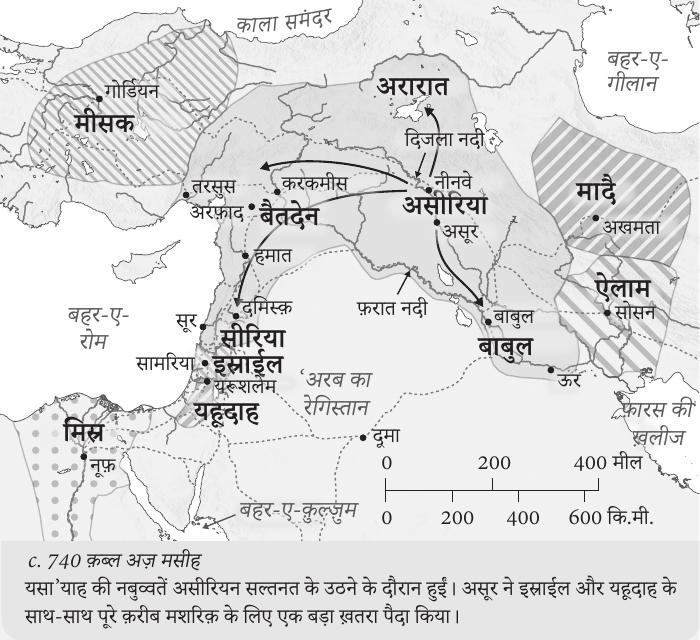 काला समंदर
बहर-ए-
गीलान
अरारात
गोर्डियन
मीसक
दिजला नदी
मादै
तरसुस
करकमीस
नीनवे
अरफ़ाद
बैतदेन
असीरिया
अखमता
असूर
हमात
ऐलाम
फ़रात नदी
दमिस्क़
सोसन
बहर-ए-
रोम
सूर
बाबुल
सीरिया
बाबुल
सामरिया
इस्राईल
यरूशलेम
ऊर
'अरब का
रेगिस्तान
यहूदाह
फ़ारस की
ख़लीज
मिस्र
दूमा
नूफ़
0 200 400 मील
0 200 400 600 कि.मी.
बहर-ए-क़ुल्ज़ुम
c. 740 क़ब्ल अज़ मसीह
यसा'याह की नबुव्वतें असीरियन सल्तनत के उठने के दौरान हुईं। असूर ने इस्राईल और यहूदाह के
साथ-साथ पूरे क़रीब मशरिक़ के लिए एक बड़ा ख़तरा पैदा किया।